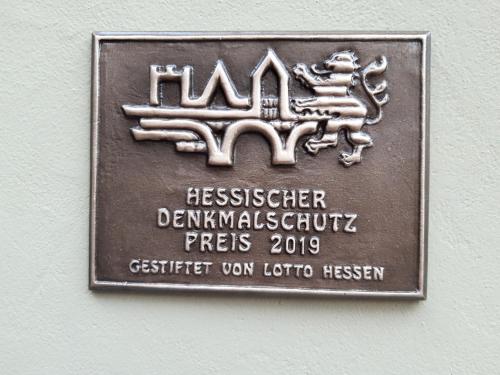 HESSISCHER
DENKMALSCHUTZ
PREIS 2019
GESTIFTET VON LOTTO HESSEN